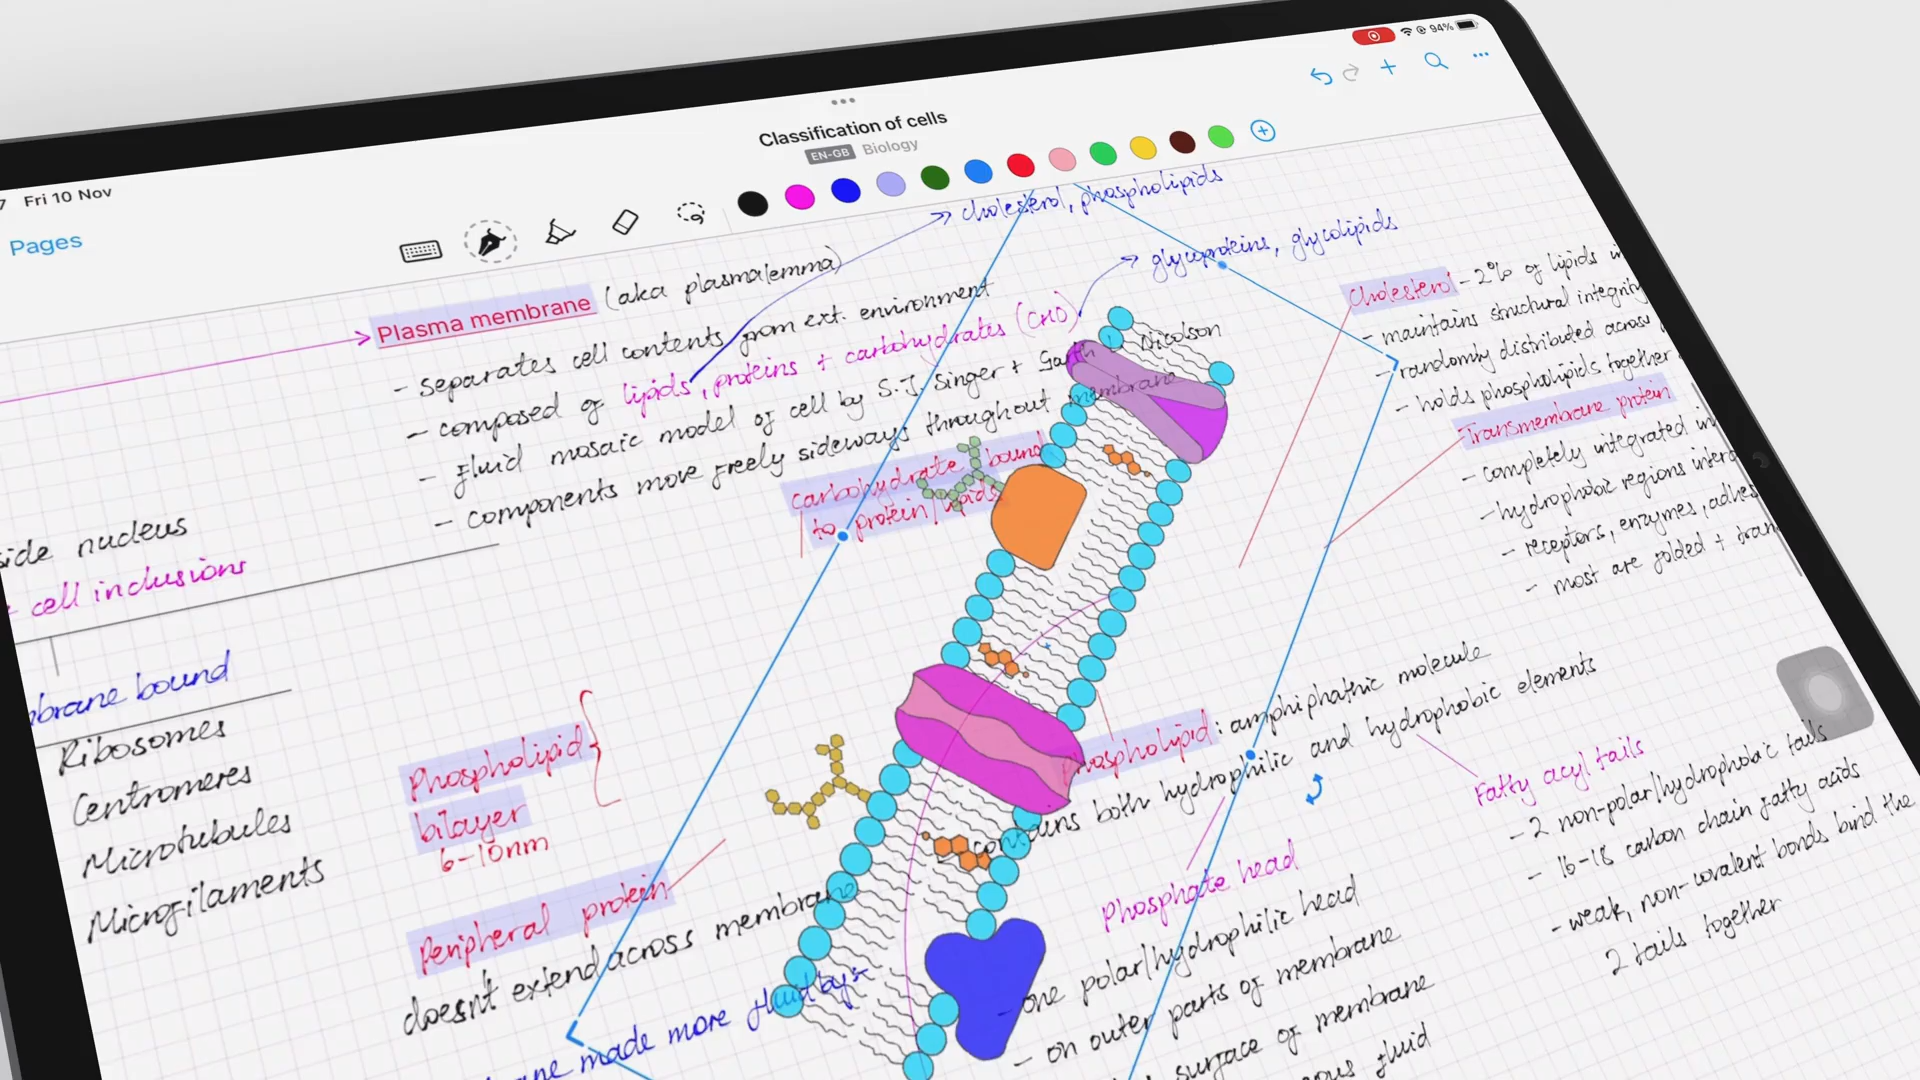 Fri 10 Nov
94%
Pages
Classification of cells
EN-GB Biology
cholesterol, phospholipids
glycoproteins, glycolipids
Plasma membrane (aka plasmalemma)
- separates cell contents from ext. environment
- composed of lipids, proteins + carbohydrates (CHO)
- fluid mosaic model of cell by S.J. Singer + Garth L. Nicolson
- components move freely sideways throughout membrane
carbohydrate bound
to protein/lipids
Cholesterol - 2% of lipids
- maintains structural integrity
- randomly distributed across
- holds phospholipids together
Transmembrane protein
- completely integrated
- hydrophobic regions
- receptors, enzymes,
- most are folded +
nucleus
cell inclusions
bound
Ribosomes
Centromeres
Microtubules
Microfilaments
Phospholipid
bilayer
6-10nm
Peripheral protein
doesn't extend across membrane
made more fluid by:-
Phospholipid: amphiphathic molecule
both hydrophilic and hydrophobic elements
Phosphate head
- one polar/hydrophilic head
- on outer parts of membrane
surface of membrane
fluid
Fatty acyl tails
- 2 non-polar/hydrophobic tails
- 16-18 carbon chain fatty acids
- weak, non-covalent bonds bind the
2 tails together